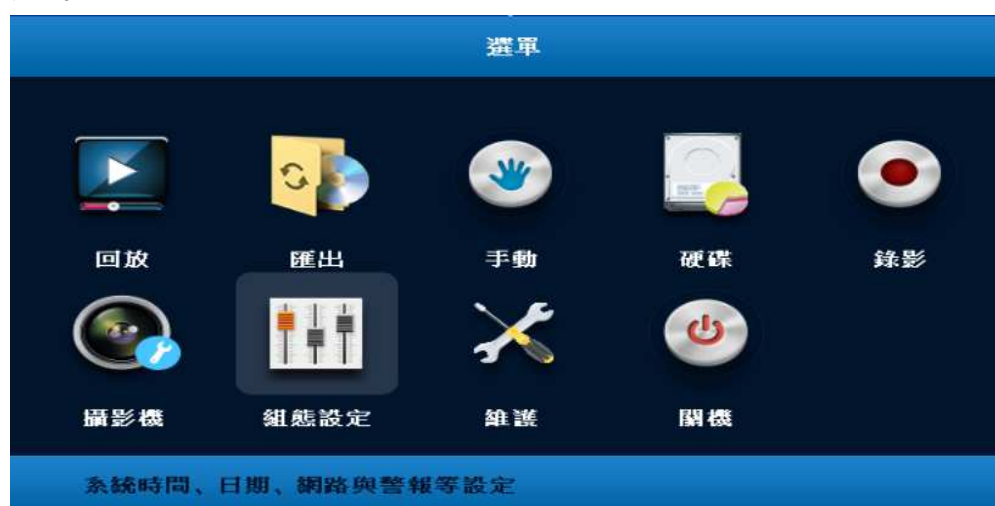 選單
回放 匯出 手動 硬碟 錄影
攝影機 組態設定 維護 關機
系統時間、日期、網路與警報等設定